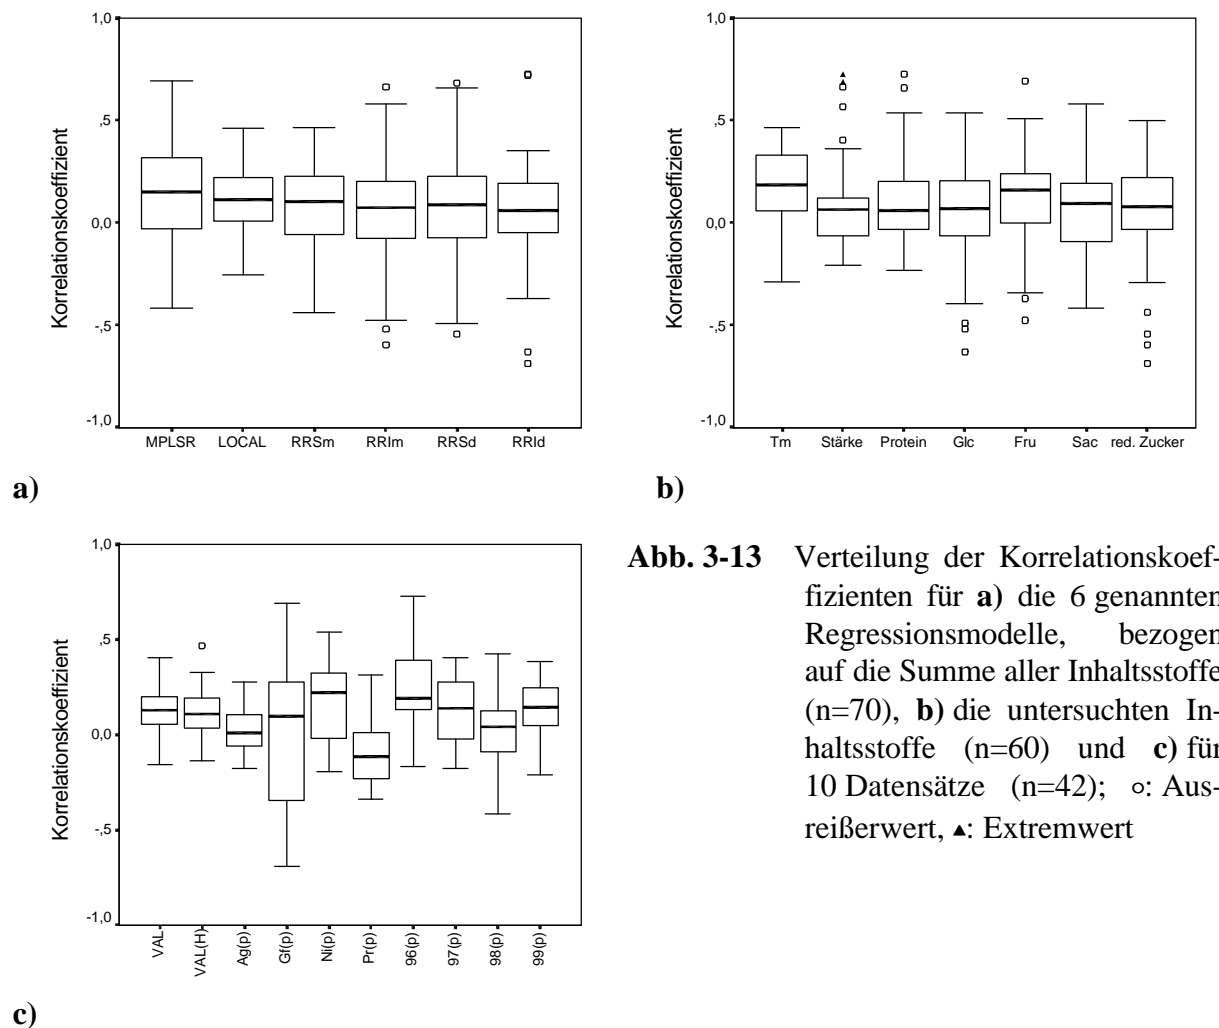 1,0
,5
0,0
-,5
-1,0
Korrelationskoeffizient
MPLSR LOCAL RRSm RRIm RRSd RRId
a)
1,0
,5
0,0
-,5
-1,0
Korrelationskoeffizient
Tm Stärke Protein Glc Fru Sac red. Zucker
b)
1,0
,5
0,0
-,5
-1,0
Korrelationskoeffizient
VAL VAL(H) Ag(p) Gf(p) Ni(p) Pr(p) 96(p) 97(p) 98(p) 99(p)
c)
Abb. 3-13 Verteilung der Korrelationskoef-
fizienten für a) die 6 genannten
Regressionsmodelle, bezogen
auf die Summe aller Inhaltsstoffe
(n=70), b) die untersuchten In-
haltsstoffe (n=60) und c) für
10 Datensätze (n=42); o: Aus-
reißerwert, ▲: Extremwert